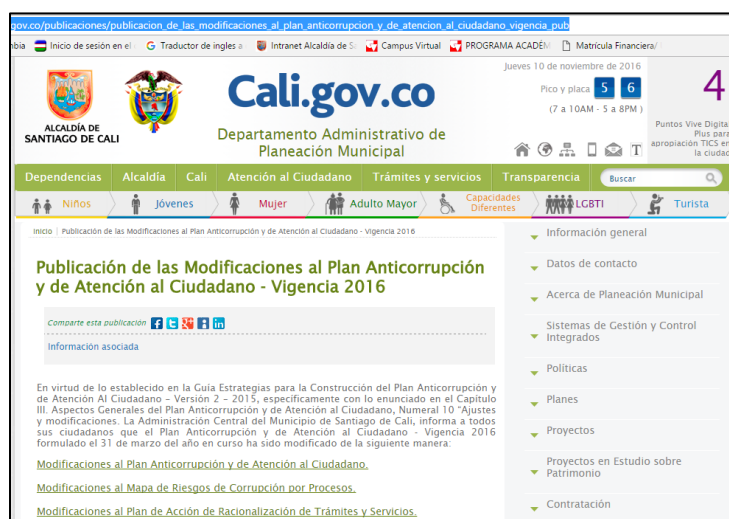 gov.co/publicaciones/publicacion_de_las_modificaciones_al_plan_anticorrupcion_y_de_atencion_al_ciudadano_vigencia_pub
bia Inicio de sesión en el Traductor de ingles a Intranet Alcaldía de Sa Campus Virtual PROGRAMA ACADÉM Matrícula Financiera/
ALCALDÍA DE
SANTIAGO DE CALI
Cali.gov.co
Departamento Administrativo de
Planeación Municipal
Jueves 10 de noviembre de 2016
Pico y placa 5 6
(7 a 10AM - 5 a 8PM )
4
Puntos Vive Digital
Plus para
apropiación TICS en
la ciudad
T
Dependencias Alcaldía Cali Atención al Ciudadano Trámites y servicios Transparencia Buscar
Niños Jóvenes Mujer Adulto Mayor Capacidades Diferentes LGBTI Turista
Inicio | Publicación de las Modificaciones al Plan Anticorrupción y de Atención al Ciudadano - Vigencia 2016
Publicación de las Modificaciones al Plan Anticorrupción
y de Atención al Ciudadano - Vigencia 2016
Comparte esta publicación
Información asociada
En virtud de lo establecido en la Guía Estrategias para la Construcción del Plan Anticorrupción y
de Atención Al Ciudadano – Versión 2 – 2015, específicamente con lo enunciado en el Capítulo
III. Aspectos Generales del Plan Anticorrupción y de Atención al Ciudadano, Numeral 10 "Ajustes
y modificaciones. La Administración Central del Municipio de Santiago de Cali, informa a todos
sus ciudadanos que el Plan Anticorrupción y de Atención al Ciudadano - Vigencia 2016
formulado el 31 de marzo del año en curso ha sido modificado de la siguiente manera:
Modificaciones al Plan Anticorrupción y de Atención al Ciudadano.
Modificaciones al Mapa de Riesgos de Corrupción por Procesos.
Modificaciones al Plan de Acción de Racionalización de Trámites y Servicios.
Información general
Datos de contacto
Acerca de Planeación Municipal
Sistemas de Gestión y Control
Integrados
Políticas
Planes
Proyectos
Proyectos en Estudio sobre
Patrimonio
Contratación